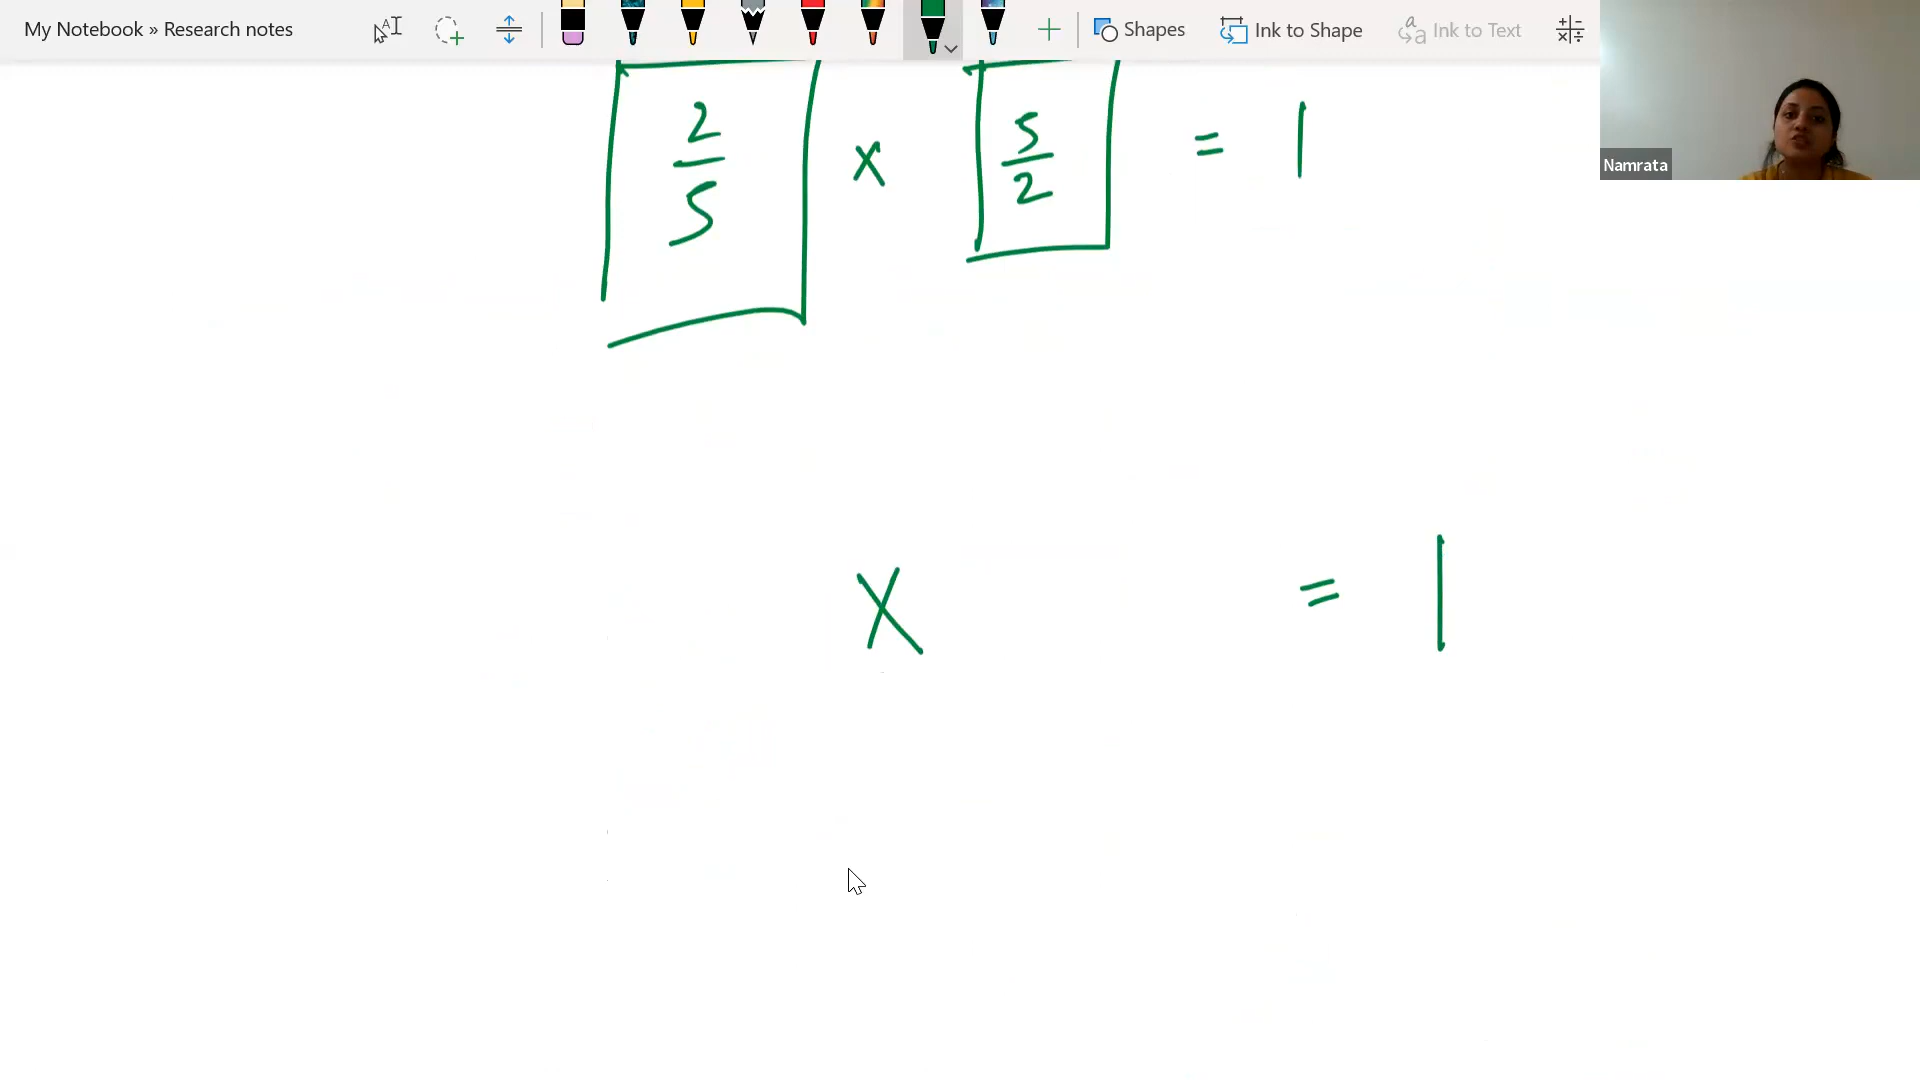 My Notebook » Research notes
Shapes
Ink to Shape
Ink to Text
Namrata
2/5 x 5/2 = 1
x = 1